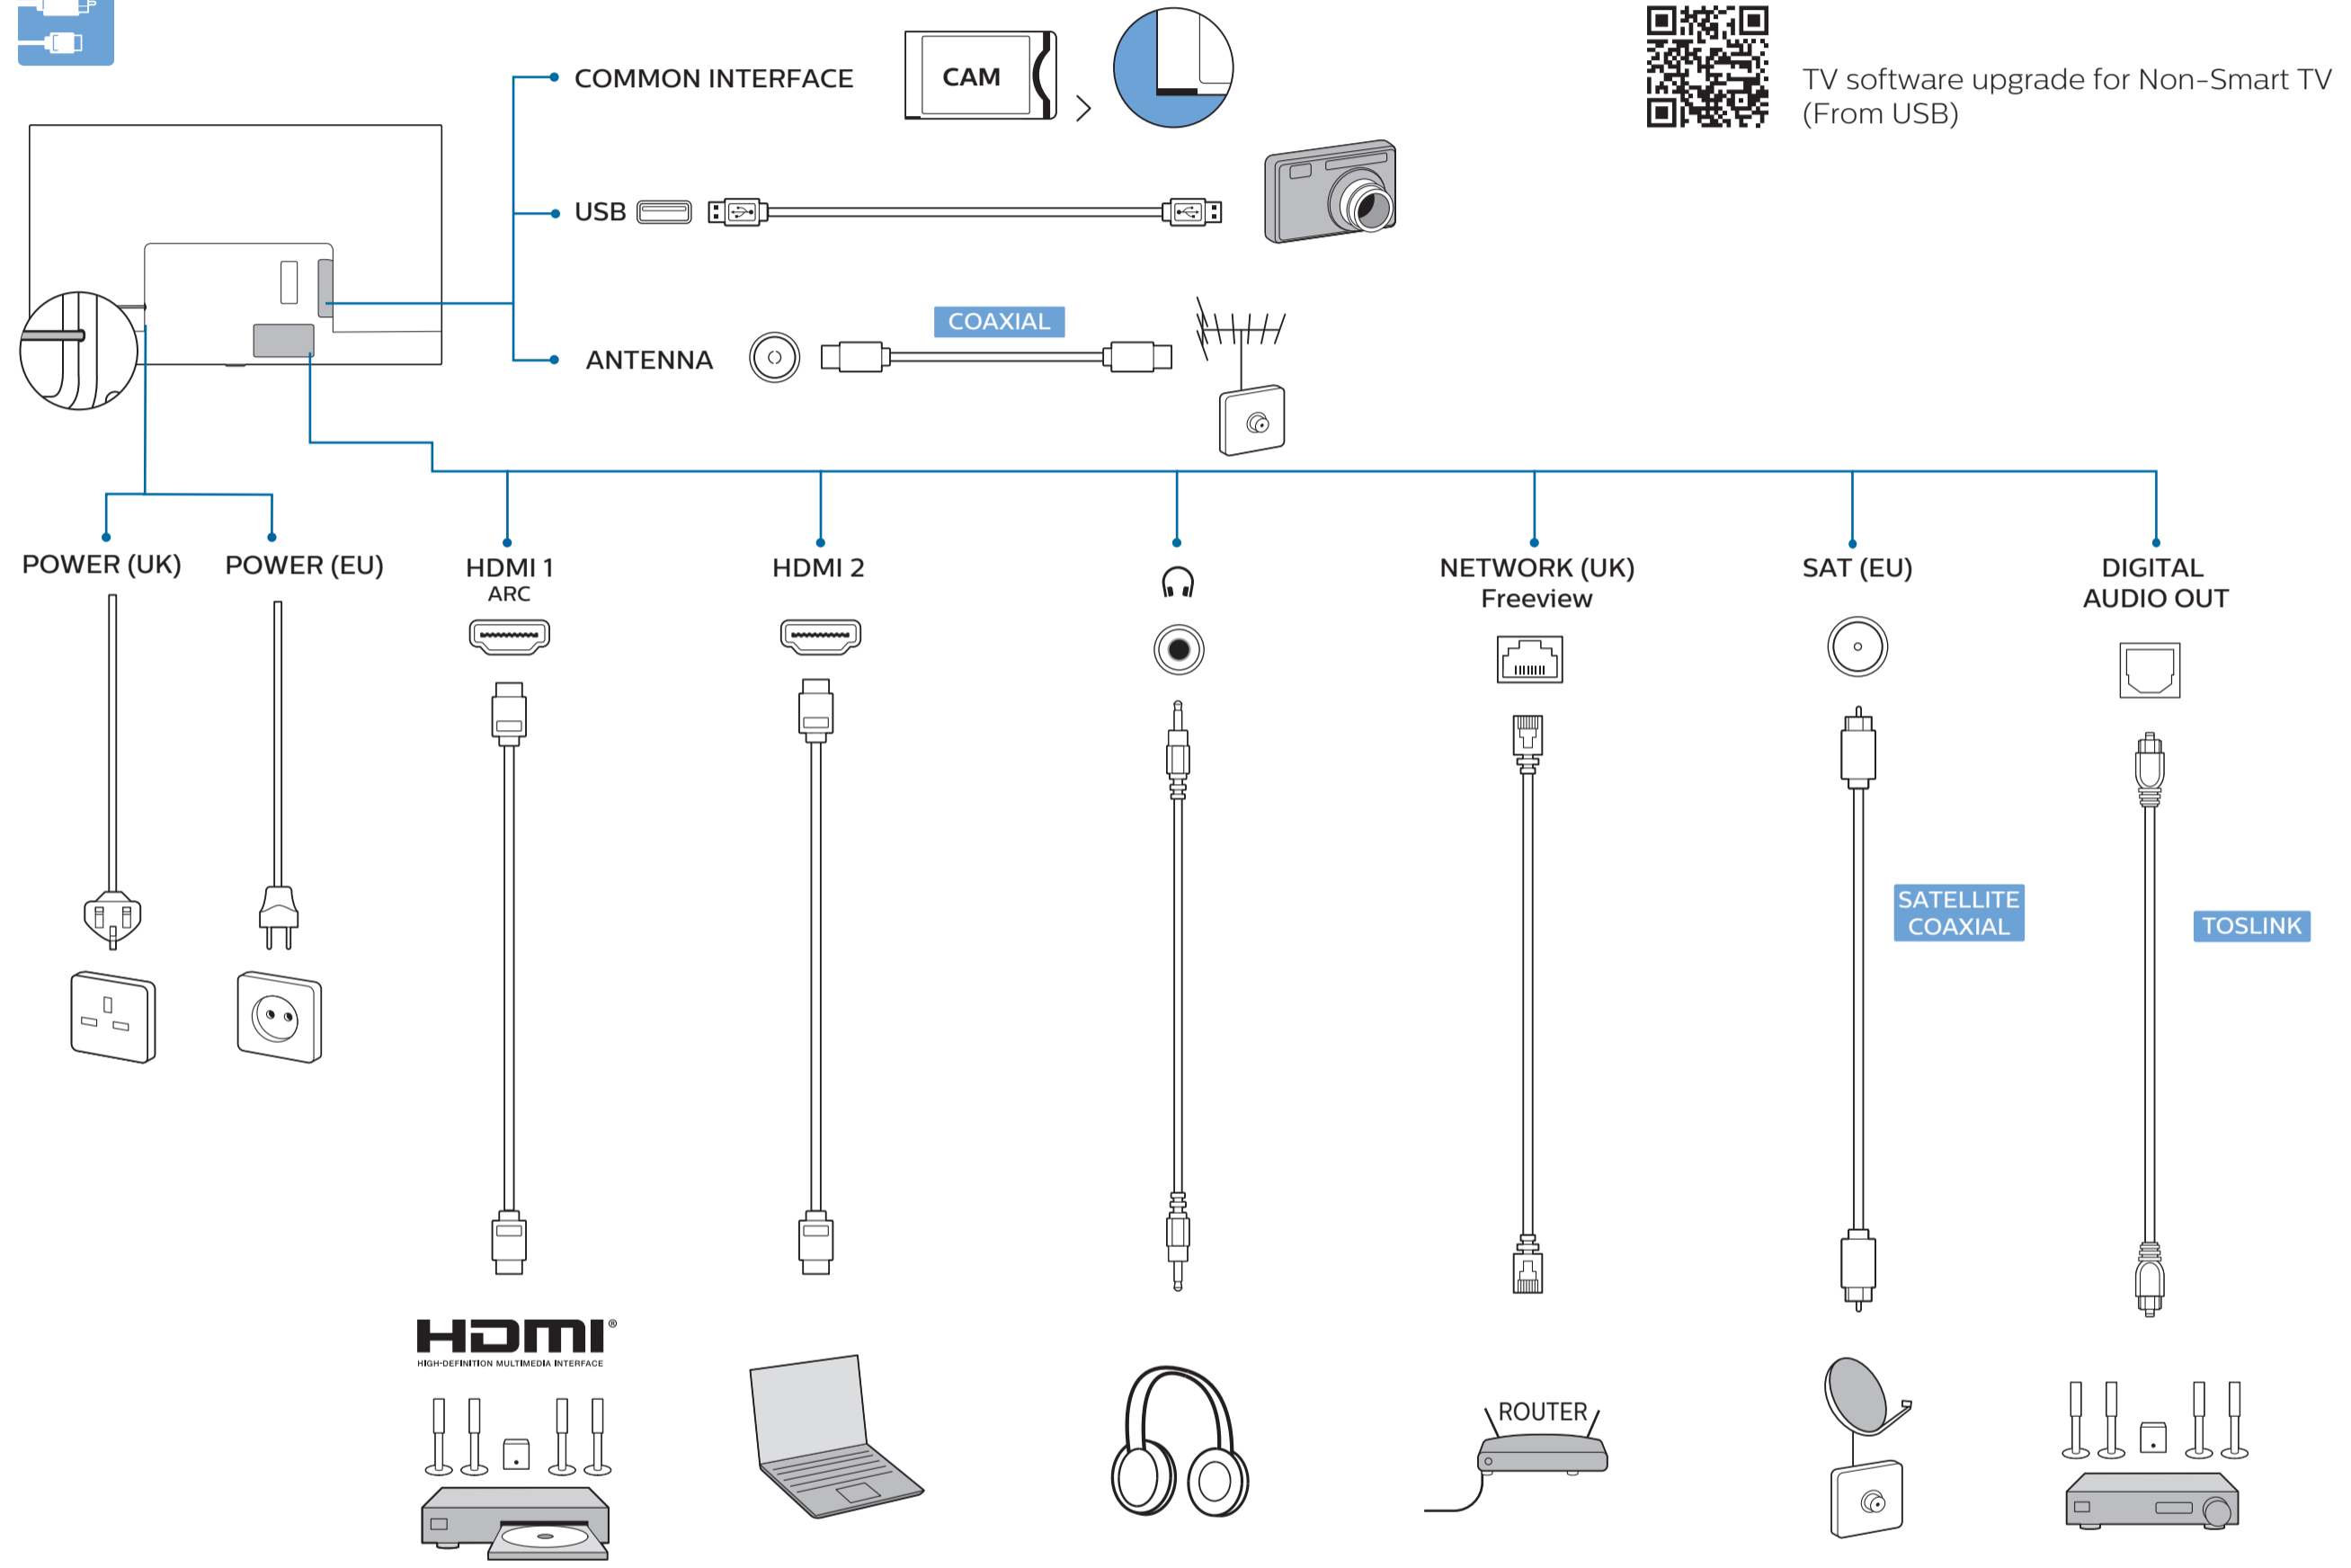 COMMON INTERFACE
CAM
TV software upgrade for Non-Smart TV
(From USB)
USB
COAXIAL
ANTENNA
POWER (UK)
POWER (EU)
HDMI 1
ARC
HDMI 2
NETWORK (UK)
Freeview
SAT (EU)
DIGITAL
AUDIO OUT
SATELLITE
COAXIAL
TOSLINK
HDMI®
HIGH-DEFINITION MULTIMEDIA INTERFACE
ROUTER